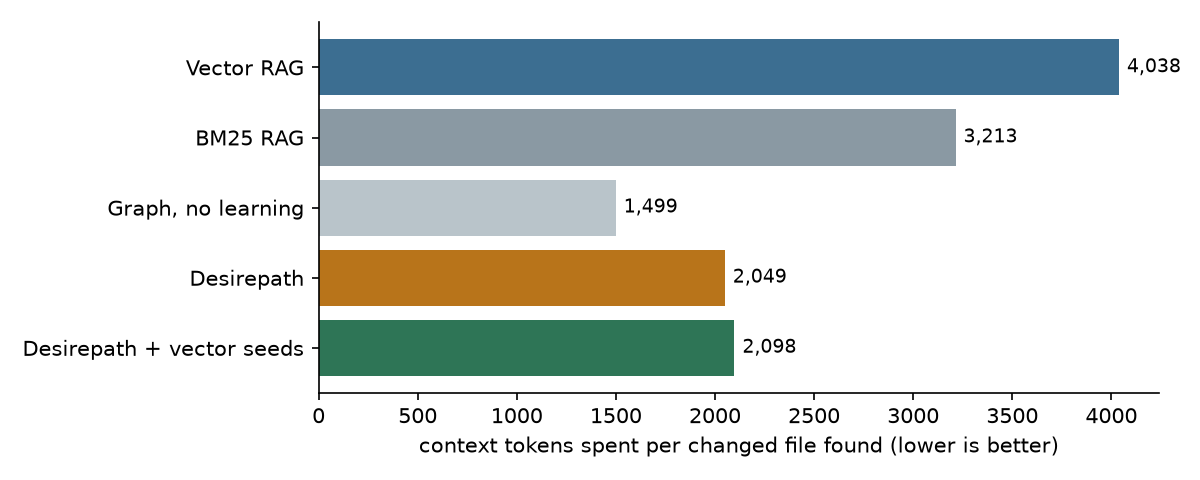 Vector RAG 4,038
BM25 RAG 3,213
Graph, no learning 1,499
Desirepath 2,049
Desirepath + vector seeds 2,098
0 500 1000 1500 2000 2500 3000 3500 4000
context tokens spent per changed file found (lower is better)